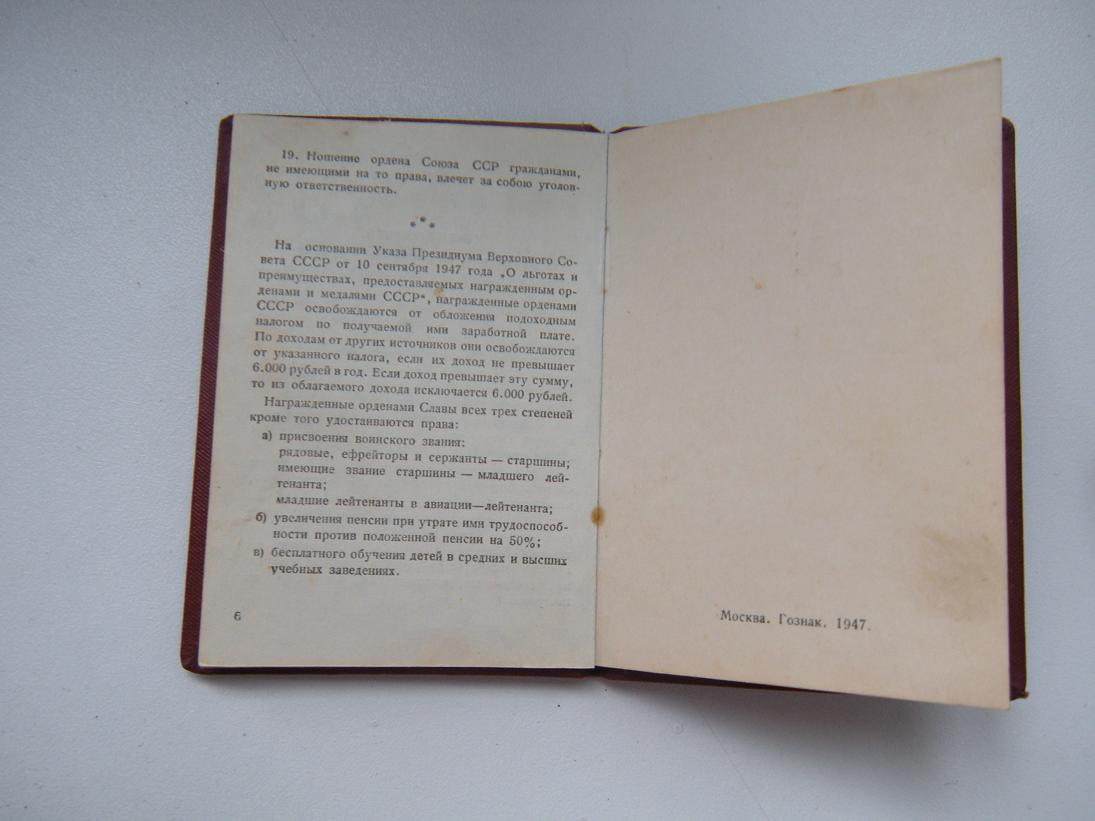 19. Ношение ордена Союза ССР гражданами,
не имеющими на то права, влечет за собою уголов-
ную ответственность.
На основании Указа Президиума Верховного Со-
вета СССР от 10 сентября 1947 года „О льготах и
преимуществах, предоставляемых награжденным ор-
денами и медалями СССР“, награжденные орденами
СССР освобождаются от обложения подоходным
налогом по получаемой ими заработной плате.
По доходам от других источников они освобождаются
от указанного налога, если их доход не превышает
6.000 рублей в год. Если доход превышает эту сумму,
то из облагаемого дохода исключается 6.000 рублей.
Награжденные орденами Славы всех трех степеней
кроме того удостаиваются права:
а) присвоения воинского звания:
рядовые, ефрейторы и сержанты — старшины;
имеющие звание старшины — младшего лей-
тенанта;
младшие лейтенанты в авиации—лейтенанта;
б) увеличения пенсии при утрате ими трудоспособ-
ности против положенной пенсии на 50%;
в) бесплатного обучения детей в средних и высших
учебных заведениях.
6
Москва. Гознак. 1947.